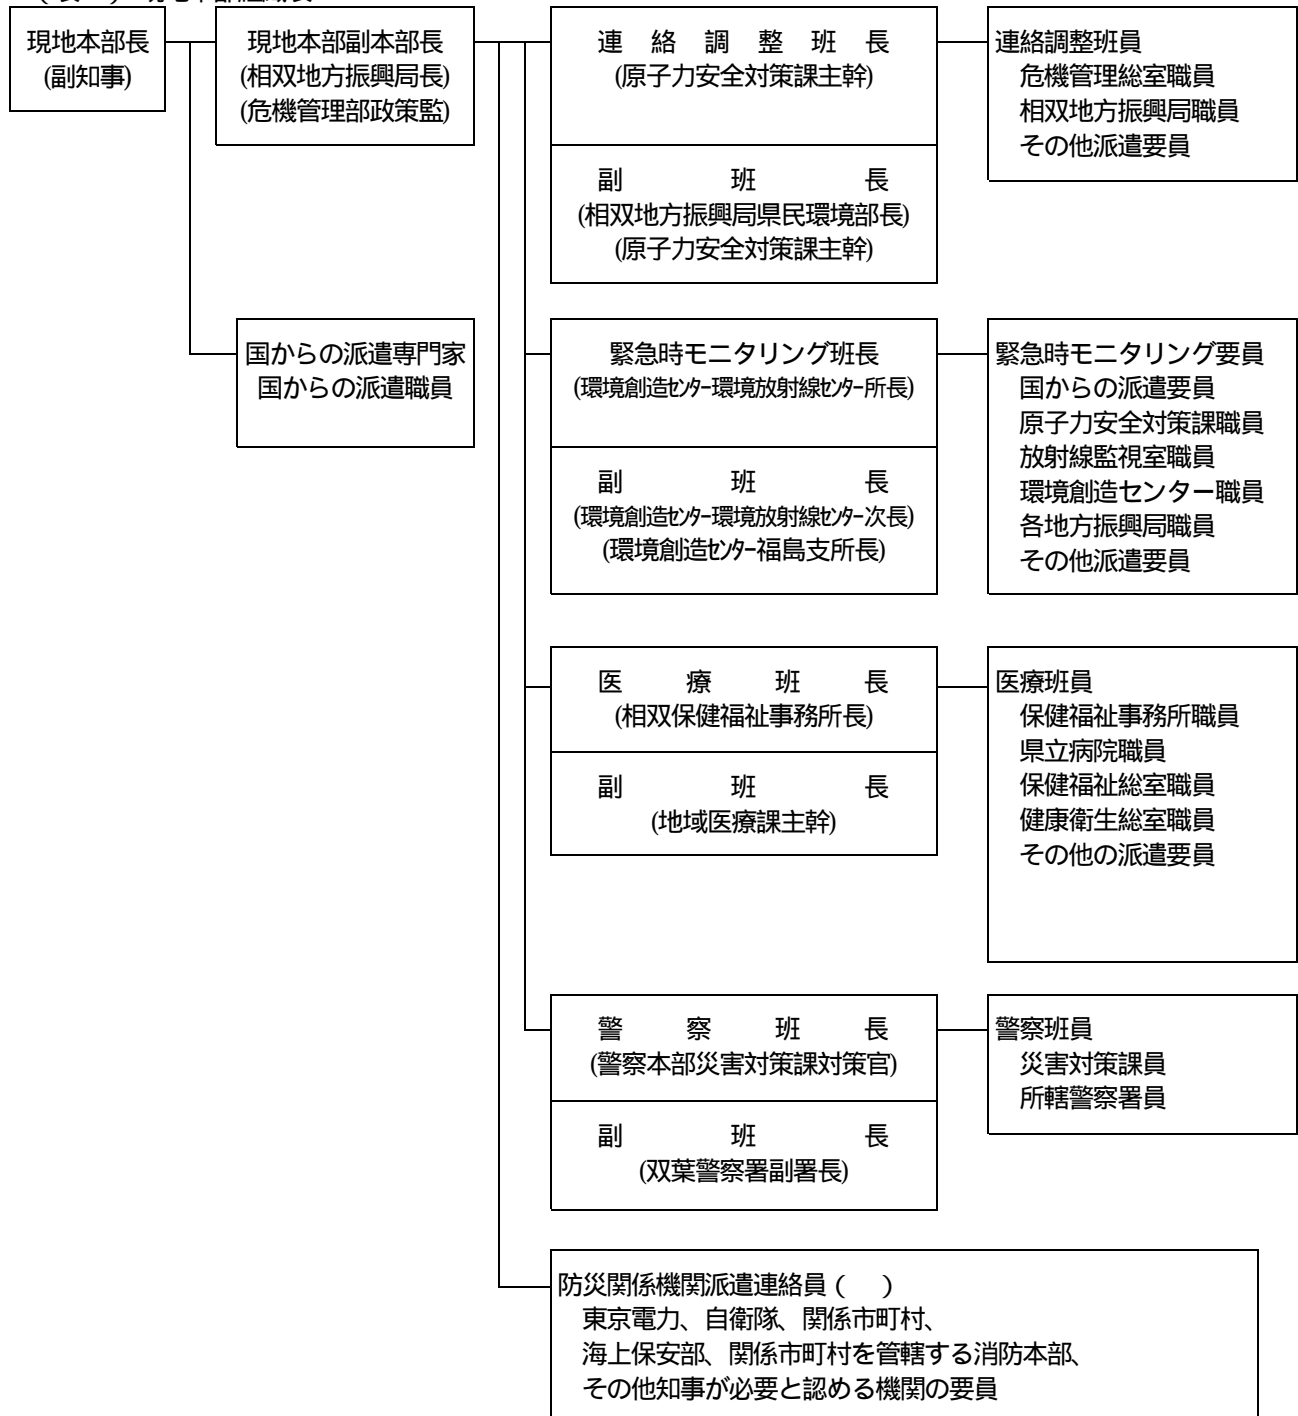 現地本部長
(副知事)
現地本部副本部長
(相双地方振興局長)
(危機管理部政策監)
国からの派遣専門家
国からの派遣職員
連絡調整班長
(原子力安全対策課主幹)
副班長
(相双地方振興局県民環境部長)
(原子力安全対策課主幹)
連絡調整班員
危機管理総室職員
相双地方振興局職員
その他派遣要員
緊急時モニタリング班長
(環境創造ｾﾝﾀｰ環境放射線ｾﾝﾀｰ所長)
副班長
(環境創造ｾﾝﾀｰ環境放射線ｾﾝﾀｰ次長)
(環境創造ｾﾝﾀｰ福島支所長)
緊急時モニタリング要員
国からの派遣要員
原子力安全対策課職員
放射線監視室職員
環境創造センター職員
各地方振興局職員
その他派遣要員
医療班長
(相双保健福祉事務所長)
副班長
(地域医療課主幹)
医療班員
保健福祉事務所職員
県立病院職員
保健福祉総室職員
健康衛生総室職員
その他の派遣要員
警察班長
(警察本部災害対策課対策官)
副班長
(双葉警察署副署長)
警察班員
災害対策課員
所轄警察署員
防災関係機関派遣連絡員(　)
東京電力、自衛隊、関係市町村、
海上保安部、関係市町村を管轄する消防本部、
その他知事が必要と認める機関の要員